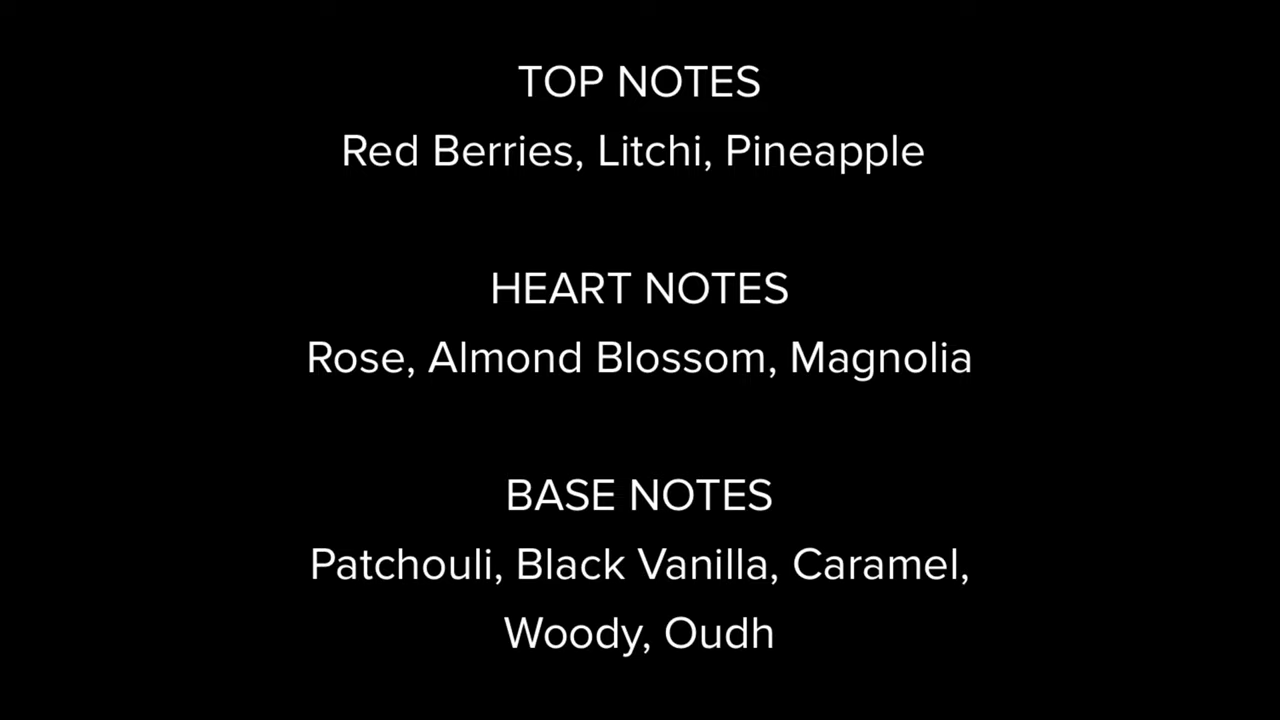 TOP NOTES
Red Berries, Litchi, Pineapple
HEART NOTES
Rose, Almond Blossom, Magnolia
BASE NOTES
Patchouli, Black Vanilla, Caramel,
Woody, Oudh